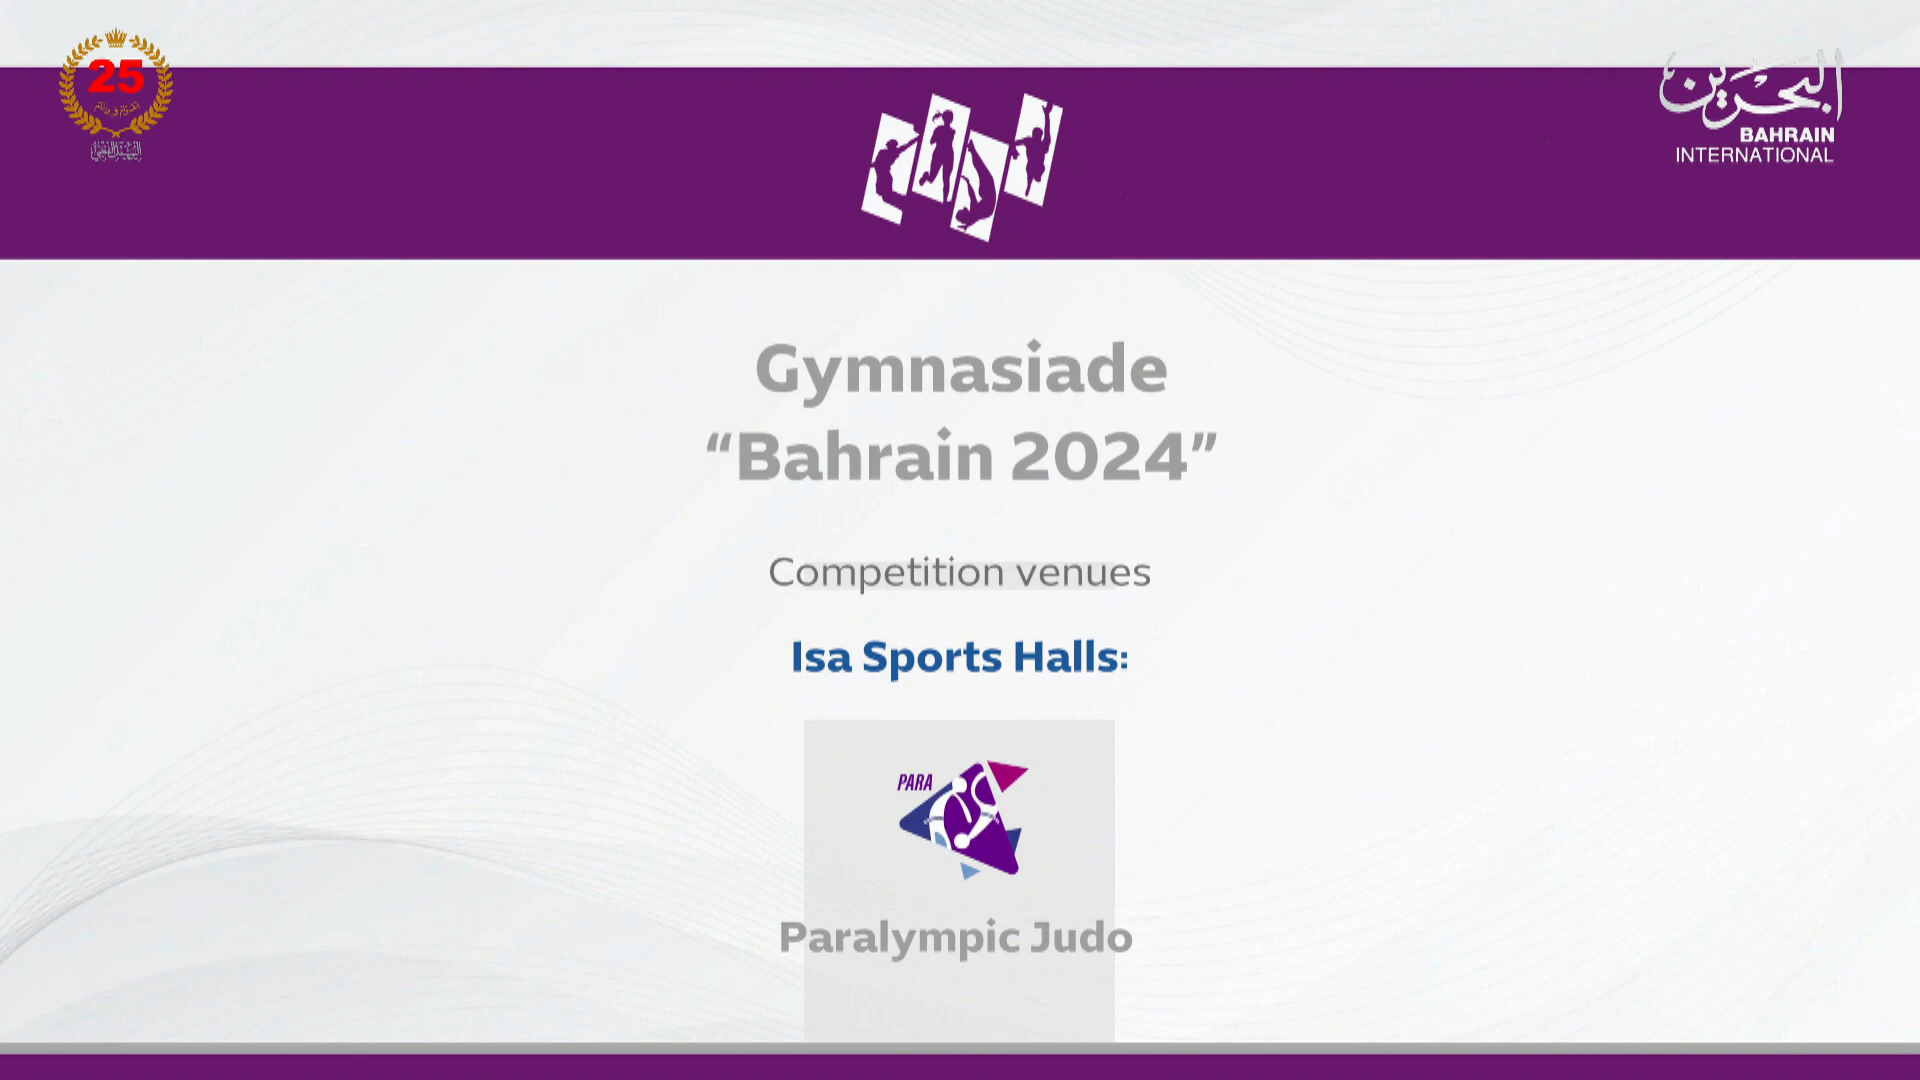 25
البحرين
BAHRAIN
INTERNATIONAL
Gymnasiade
“Bahrain 2024”
Competition venues
Isa Sports Halls:
PARA
Paralympic Judo